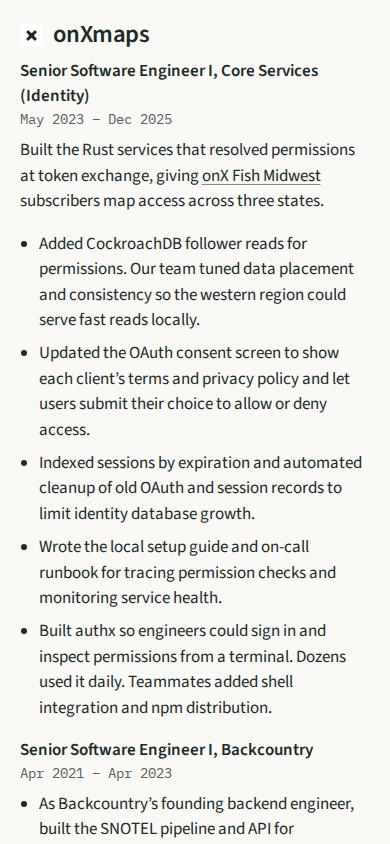 onXmaps
Senior Software Engineer I, Core Services
(Identity)
May 2023 – Dec 2025
Built the Rust services that resolved permissions
at token exchange, giving onX Fish Midwest
subscribers map access across three states.
• Added CockroachDB follower reads for
permissions. Our team tuned data placement
and consistency so the western region could
serve fast reads locally.
• Updated the OAuth consent screen to show
each client’s terms and privacy policy and let
users submit their choice to allow or deny
access.
• Indexed sessions by expiration and automated
cleanup of old OAuth and session records to
limit identity database growth.
• Wrote the local setup guide and on-call
runbook for tracing permission checks and
monitoring service health.
• Built authx so engineers could sign in and
inspect permissions from a terminal. Dozens
used it daily. Teammates added shell
integration and npm distribution.
Senior Software Engineer I, Backcountry
Apr 2021 – Apr 2023
• As Backcountry’s founding backend engineer,
built the SNOTEL pipeline and API for